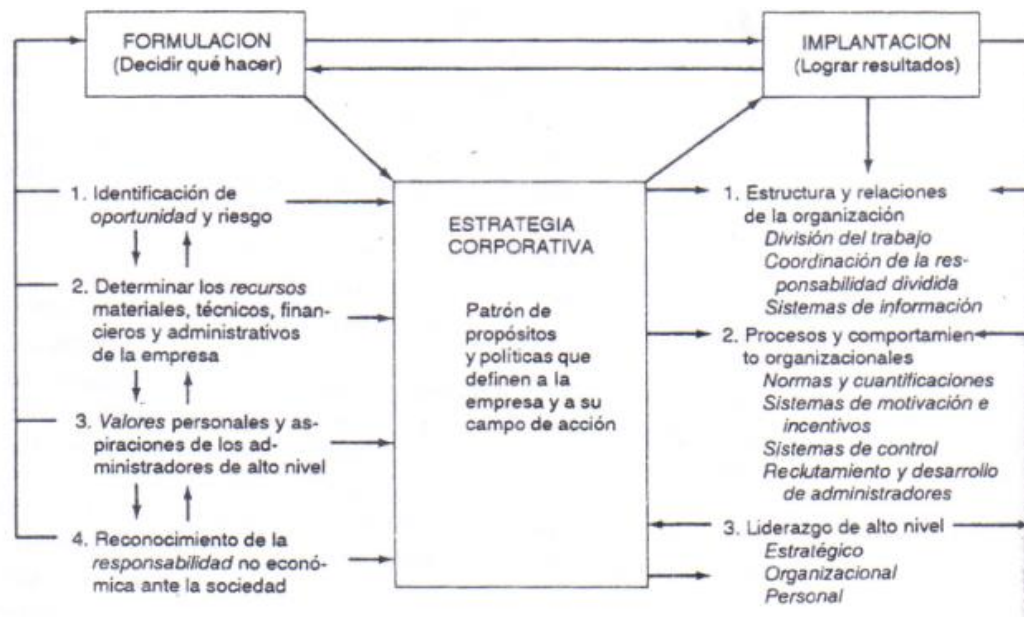 FORMULACION
(Decidir qué hacer)
IMPLANTACION
(Lograr resultados)
1. Identificación de
oportunidad y riesgo
2. Determinar los recursos
materiales, técnicos, finan-
cieros y administrativos
de la empresa
3. Valores personales y as-
piraciones de los ad-
ministradores de alto nivel
4. Reconocimiento de la
responsabilidad no econó-
mica ante la sociedad
ESTRATEGIA
CORPORATIVA
Patrón de
propósitos
y políticas que
definen a la
empresa y a su
campo de acción
1. Estructura y relaciones
de la organización
División del trabajo
Coordinación de la res-
ponsabilidad dividida
Sistemas de información
2. Procesos y comportamien
to organizacionales
Normas y cuantificaciones
Sistemas de motivación e
incentivos
Sistemas de control
Reclutamiento y desarrollo
de administradores
3. Liderazgo de alto nivel
Estratégico
Organizacional
Personal